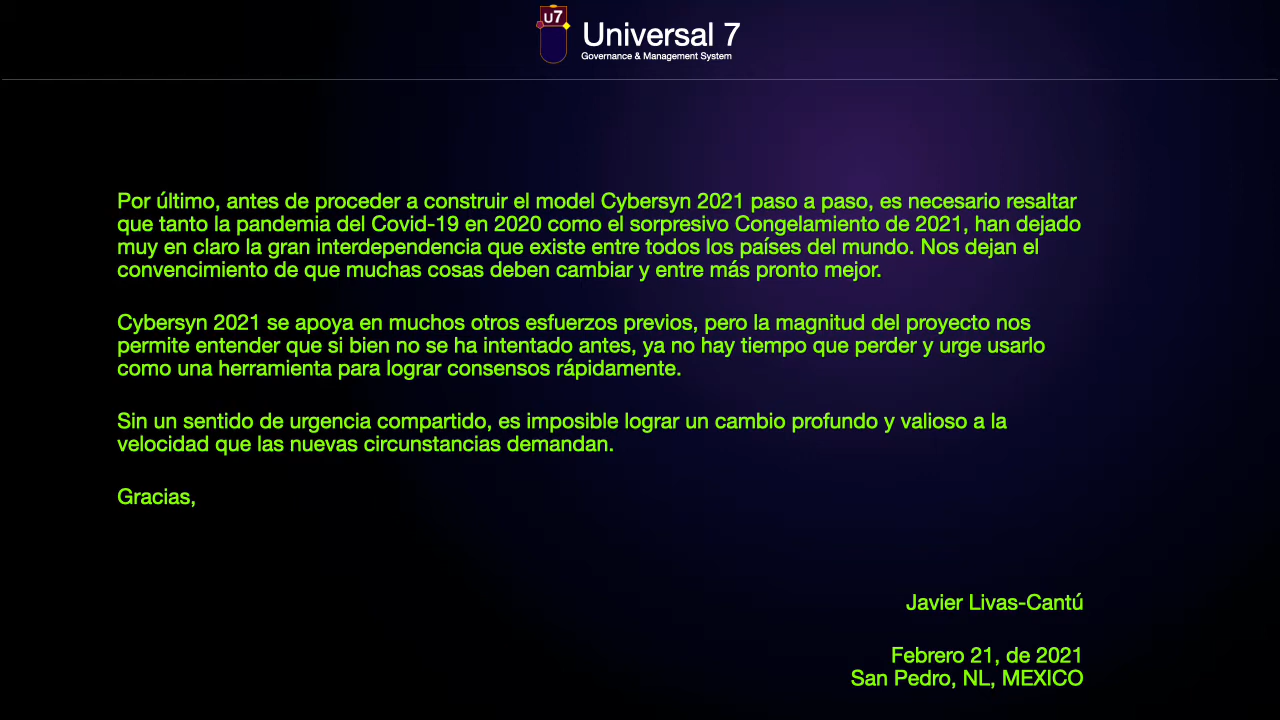 U7
Universal 7
Governance & Management System
Por último, antes de proceder a construir el model Cybersyn 2021 paso a paso, es necesario resaltar
que tanto la pandemia del Covid-19 en 2020 como el sorpresivo Congelamiento de 2021, han dejado
muy en claro la gran interdependencia que existe entre todos los países del mundo. Nos dejan el
convencimiento de que muchas cosas deben cambiar y entre más pronto mejor.
Cybersyn 2021 se apoya en muchos otros esfuerzos previos, pero la magnitud del proyecto nos
permite entender que si bien no se ha intentado antes, ya no hay tiempo que perder y urge usarlo
como una herramienta para lograr consensos rápidamente.
Sin un sentido de urgencia compartido, es imposible lograr un cambio profundo y valioso a la
velocidad que las nuevas circunstancias demandan.
Gracias,
Javier Livas-Cantú
Febrero 21, de 2021
San Pedro, NL, MEXICO